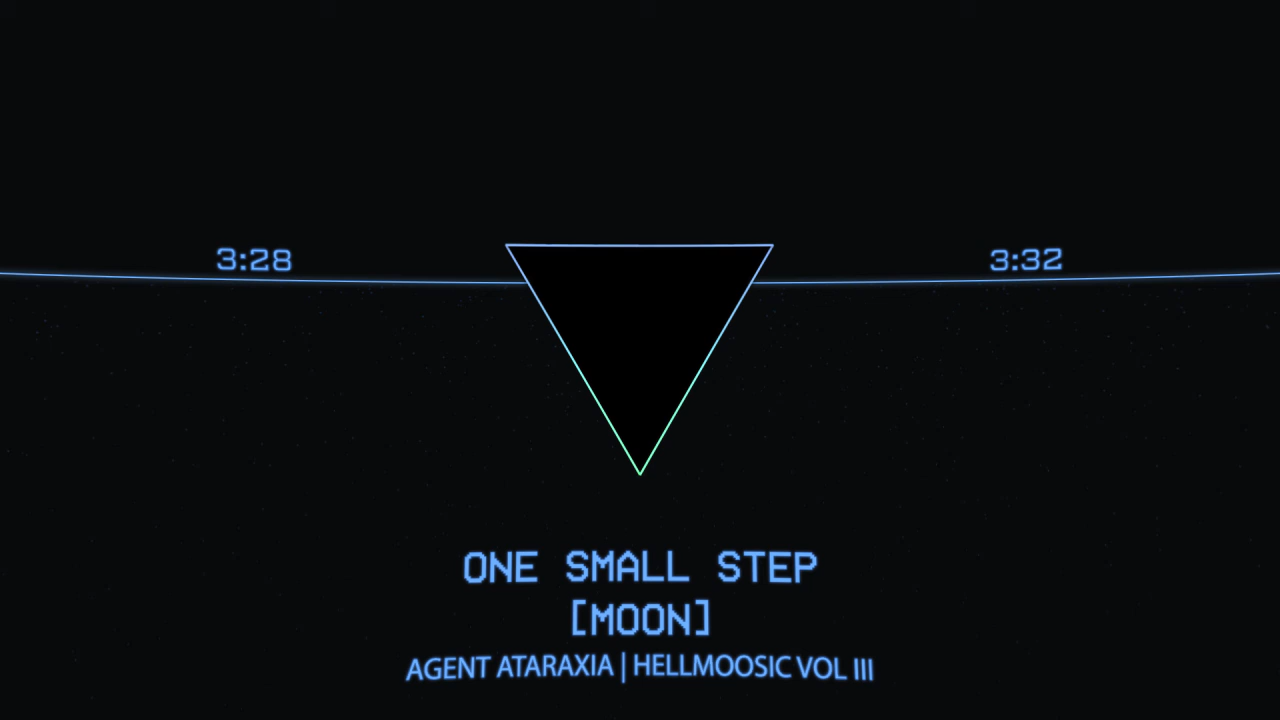 3:28
3:32
ONE SMALL STEP
[MOON]
AGENT ATARAXIA | HELLMOOSIC VOL III